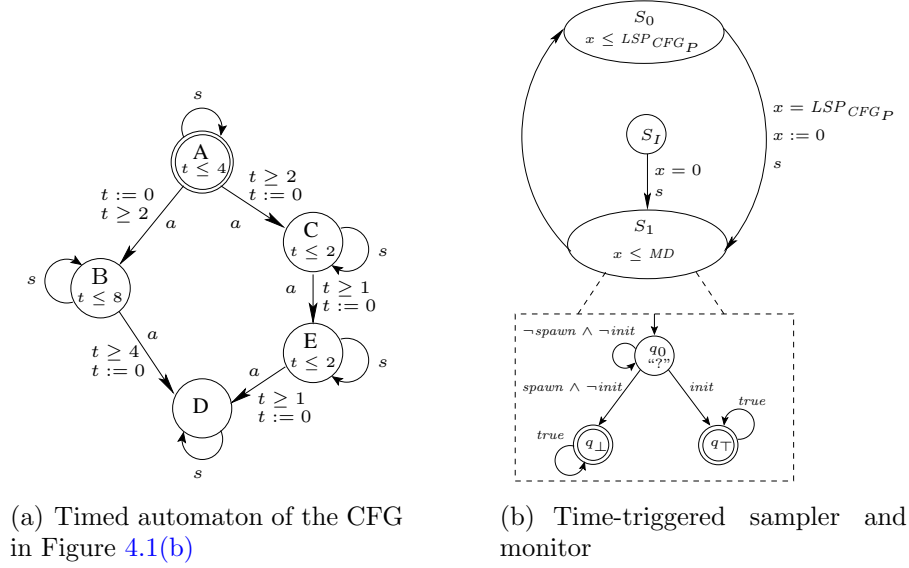 s
A
t ≤ 4
t := 0
t ≥ 2
a
t ≥ 2
t := 0
a
C
t ≤ 2
s
s
B
t ≤ 8
a
t ≥ 1
t := 0
a
t ≥ 4
t := 0
E
t ≤ 2
s
a
t ≥ 1
t := 0
D
s
(a) Timed automaton of the CFG
in Figure 4.1(b)
S₀
x ≤ LSP_CFG_P
x = LSP_CFG_P
x := 0
s
S_I
x = 0
s
S₁
x ≤ MD
¬spawn ∧ ¬init
q₀
“?”
spawn ∧ ¬init
init
true
true
q⊥
q⊤
(b) Time-triggered sampler and
monitor